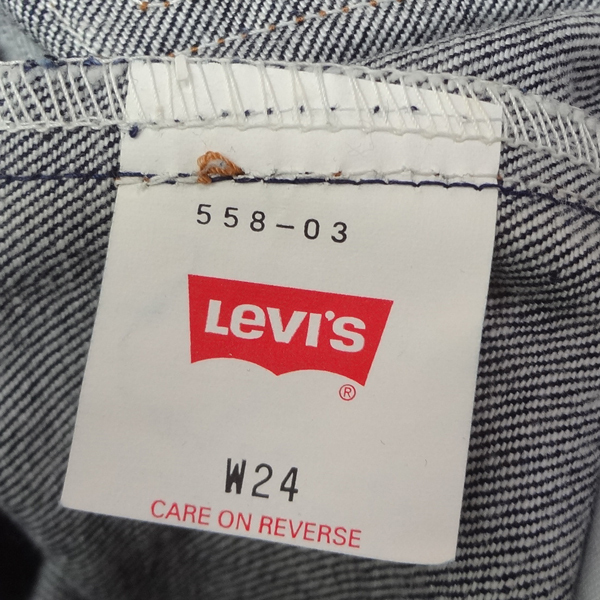 558-03
LEVI'S
®
W24
CARE ON REVERSE